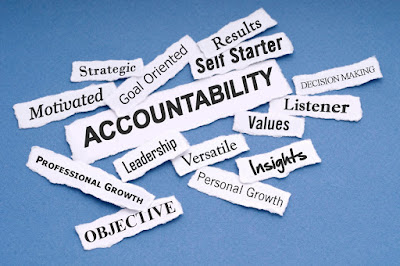 Results
Self Starter
Strategic
Goal Oriented
DECISION MAKING
Motivated
ACCOUNTABILITY
Listener
Values
Leadership
Versatile
Insights
PROFESSIONAL GROWTH
Personal Growth
OBJECTIVE